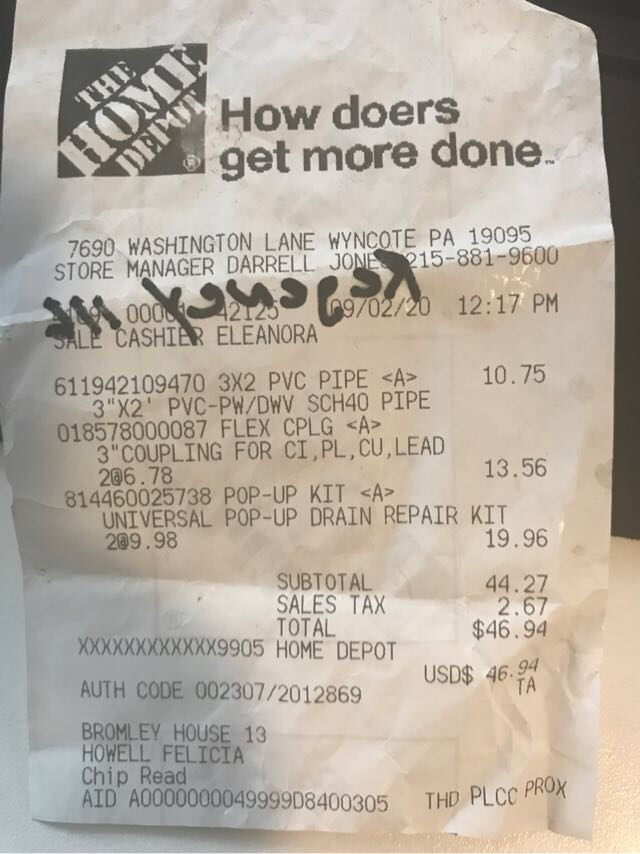 THE
HOME
DEPOT®
How doers
get more done™
7690 WASHINGTON LANE WYNCOTE PA 19095
STORE MANAGER DARRELL JONES 215-881-9600
42125 09/02/20 12:17 PM
SALE CASHIER ELEANORA
611942109470 3X2 PVC PIPE <A> 10.75
3"X2' PVC-PW/DWV SCH40 PIPE
018578000087 FLEX CPLG <A>
3"COUPLING FOR CI,PL,CU,LEAD
2@6.78 13.56
814460025738 POP-UP KIT <A>
UNIVERSAL POP-UP DRAIN REPAIR KIT
2@9.98 19.96
SUBTOTAL 44.27
SALES TAX 2.67
TOTAL $46.94
XXXXXXXXXXXX9905 HOME DEPOT
USD$ 46.94
AUTH CODE 002307/2012869 TA
BROMLEY HOUSE 13
HOWELL FELICIA
Chip Read
AID A0000000049999D8400305 THD PLCC PROX